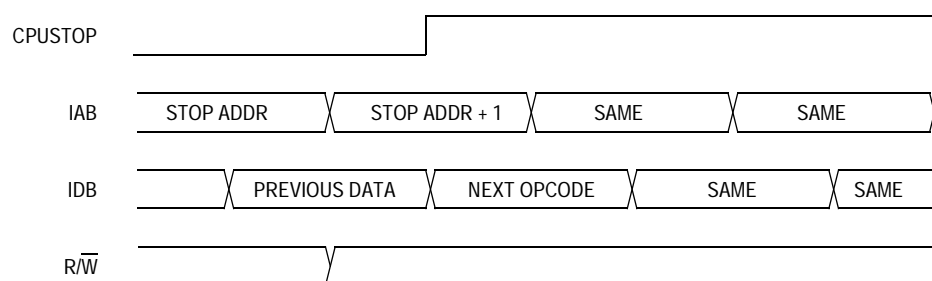 CPUSTOP
IAB STOP ADDR STOP ADDR + 1 SAME SAME
IDB PREVIOUS DATA NEXT OPCODE SAME SAME
R/W̅